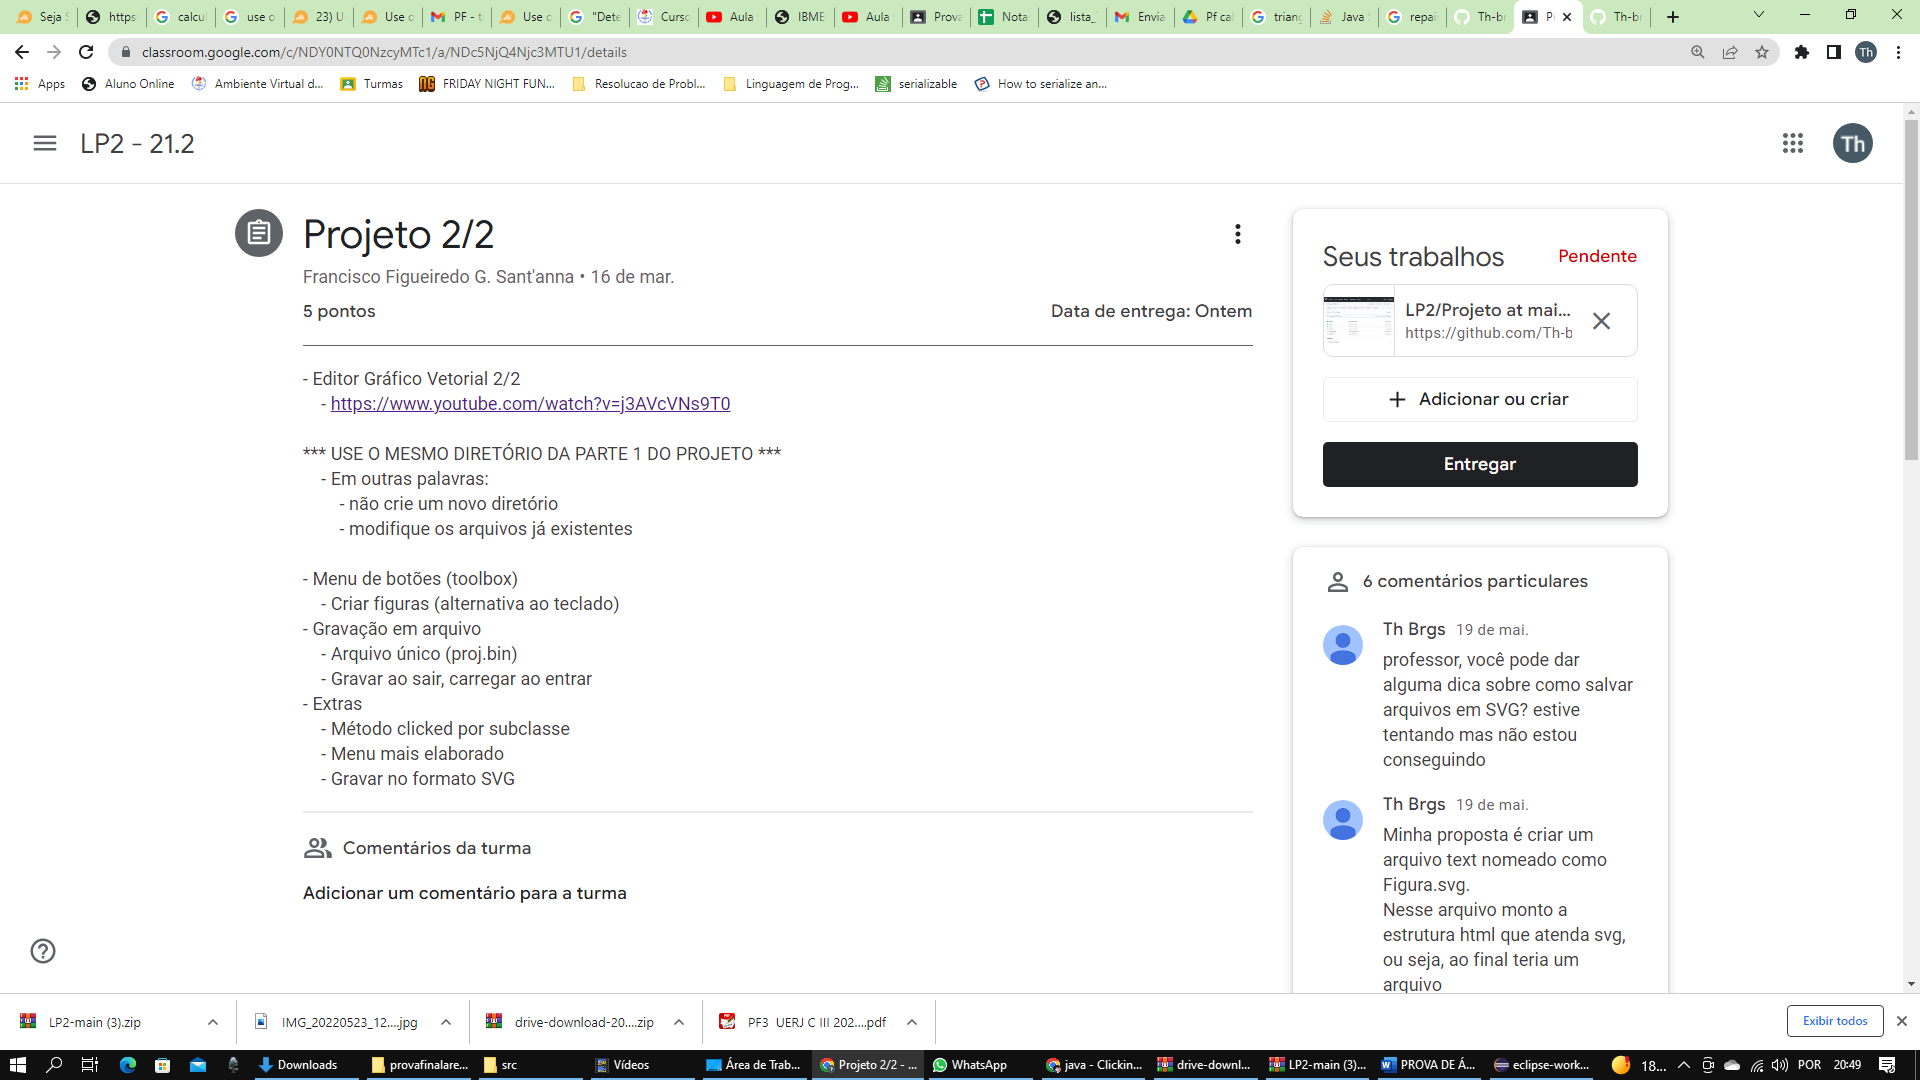 Seja S
https
calcul
use o
23) U
Use c
PF - t
Use c
"Dete
Curso
Aula
IBME
Aula
Prova
Notas
lista_
Envia
Pf cal
triang
Java
repai
Th-br
Pr
Th-br
classroom.google.com/c/NDY0NTQ0NzcyMTc1/a/NDc5NjQ4Njc3MTU1/details
Th
Apps
Aluno Online
Ambiente Virtual d...
Turmas
FRIDAY NIGHT FUN...
Resolucao de Probl...
Linguagem de Prog...
serializable
How to serialize an...
LP2 - 21.2
Th
Projeto 2/2
Francisco Figueiredo G. Sant'anna • 16 de mar.
5 pontos
Data de entrega: Ontem
- Editor Gráfico Vetorial 2/2
- https://www.youtube.com/watch?v=j3AVcVNs9T0
*** USE O MESMO DIRETÓRIO DA PARTE 1 DO PROJETO ***
- Em outras palavras:
- não crie um novo diretório
- modifique os arquivos já existentes
- Menu de botões (toolbox)
- Criar figuras (alternativa ao teclado)
- Gravação em arquivo
- Arquivo único (proj.bin)
- Gravar ao sair, carregar ao entrar
- Extras
- Método clicked por subclasse
- Menu mais elaborado
- Gravar no formato SVG
Comentários da turma
Adicionar um comentário para a turma
Seus trabalhos
Pendente
LP2/Projeto at mai...
https://github.com/Th-b
Adicionar ou criar
Entregar
6 comentários particulares
Th Brgs 19 de mai.
professor, você pode dar
alguma dica sobre como salvar
arquivos em SVG? estive
tentando mas não estou
conseguindo
Th Brgs 19 de mai.
Minha proposta é criar um
arquivo text nomeado como
Figura.svg.
Nesse arquivo monto a
estrutura html que atenda svg,
ou seja, ao final teria um
arquivo
LP2-main (3).zip
IMG_20220523_12....jpg
drive-download-20....zip
PF3 UERJ C III 202....pdf
Exibir todos
Downloads
provafinalare...
src
Vídeos
Área de Trab...
Projeto 2/2 - ...
WhatsApp
java - Clickin...
drive-downl...
LP2-main (3)...
PROVA DE Á...
eclipse-work...
18...
POR
20:49